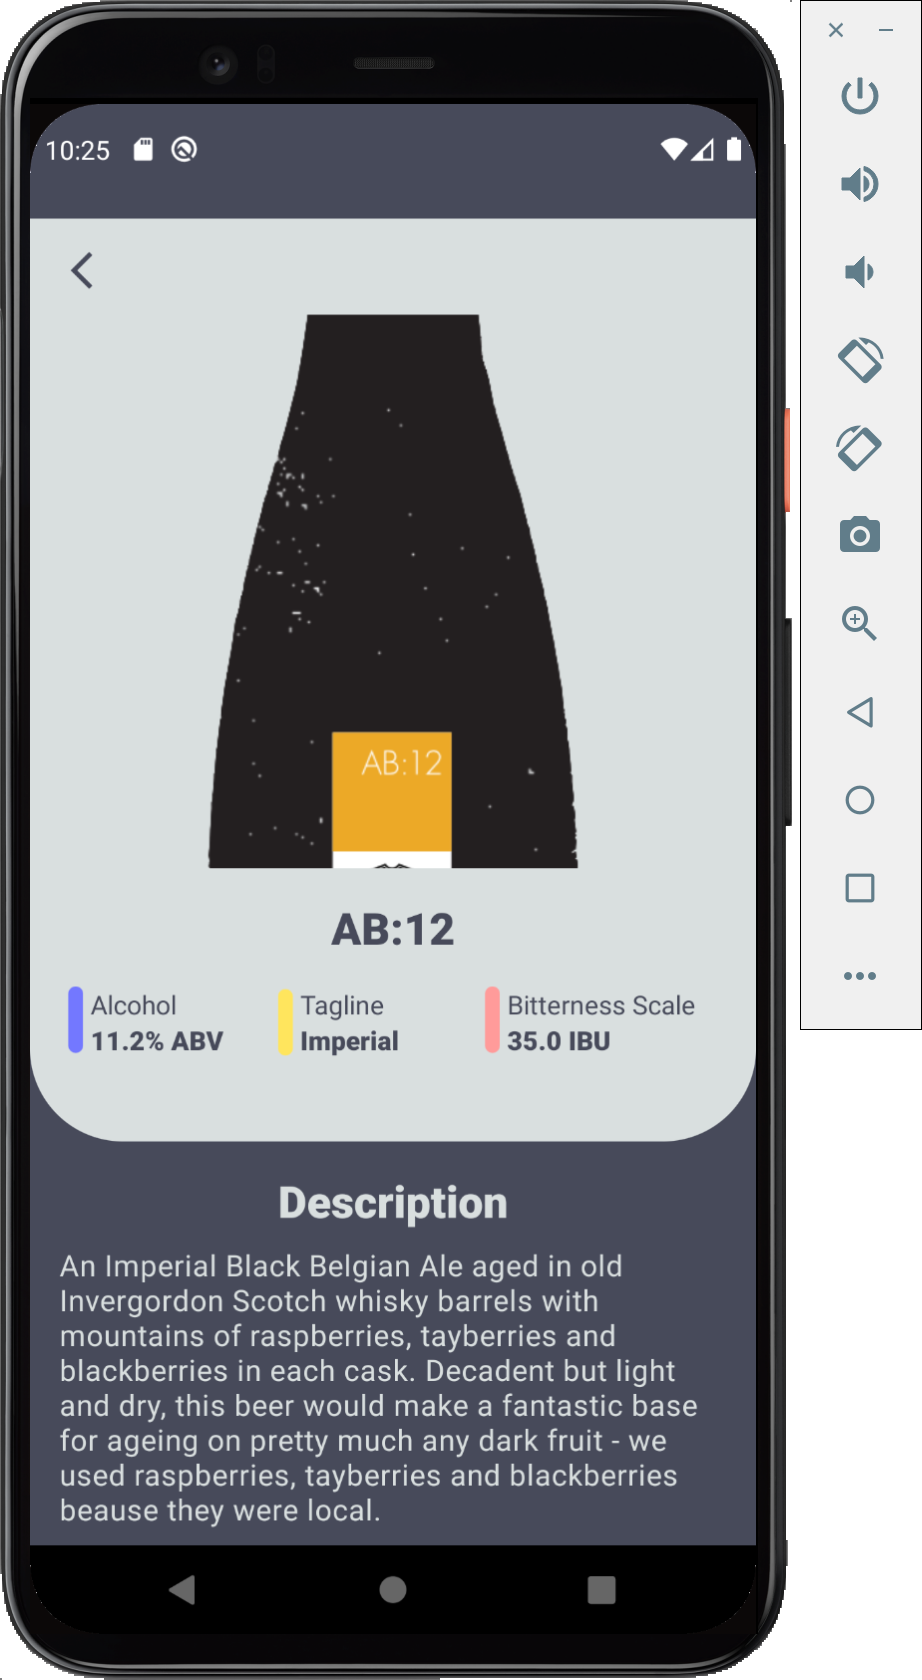 10:25
AB:12
AB:12
Alcohol
11.2% ABV
Tagline
Imperial
Bitterness Scale
35.0 IBU
Description
An Imperial Black Belgian Ale aged in old
Invergordon Scotch whisky barrels with
mountains of raspberries, tayberries and
blackberries in each cask. Decadent but light
and dry, this beer would make a fantastic base
for ageing on pretty much any dark fruit - we
used raspberries, tayberries and blackberries
beause they were local.